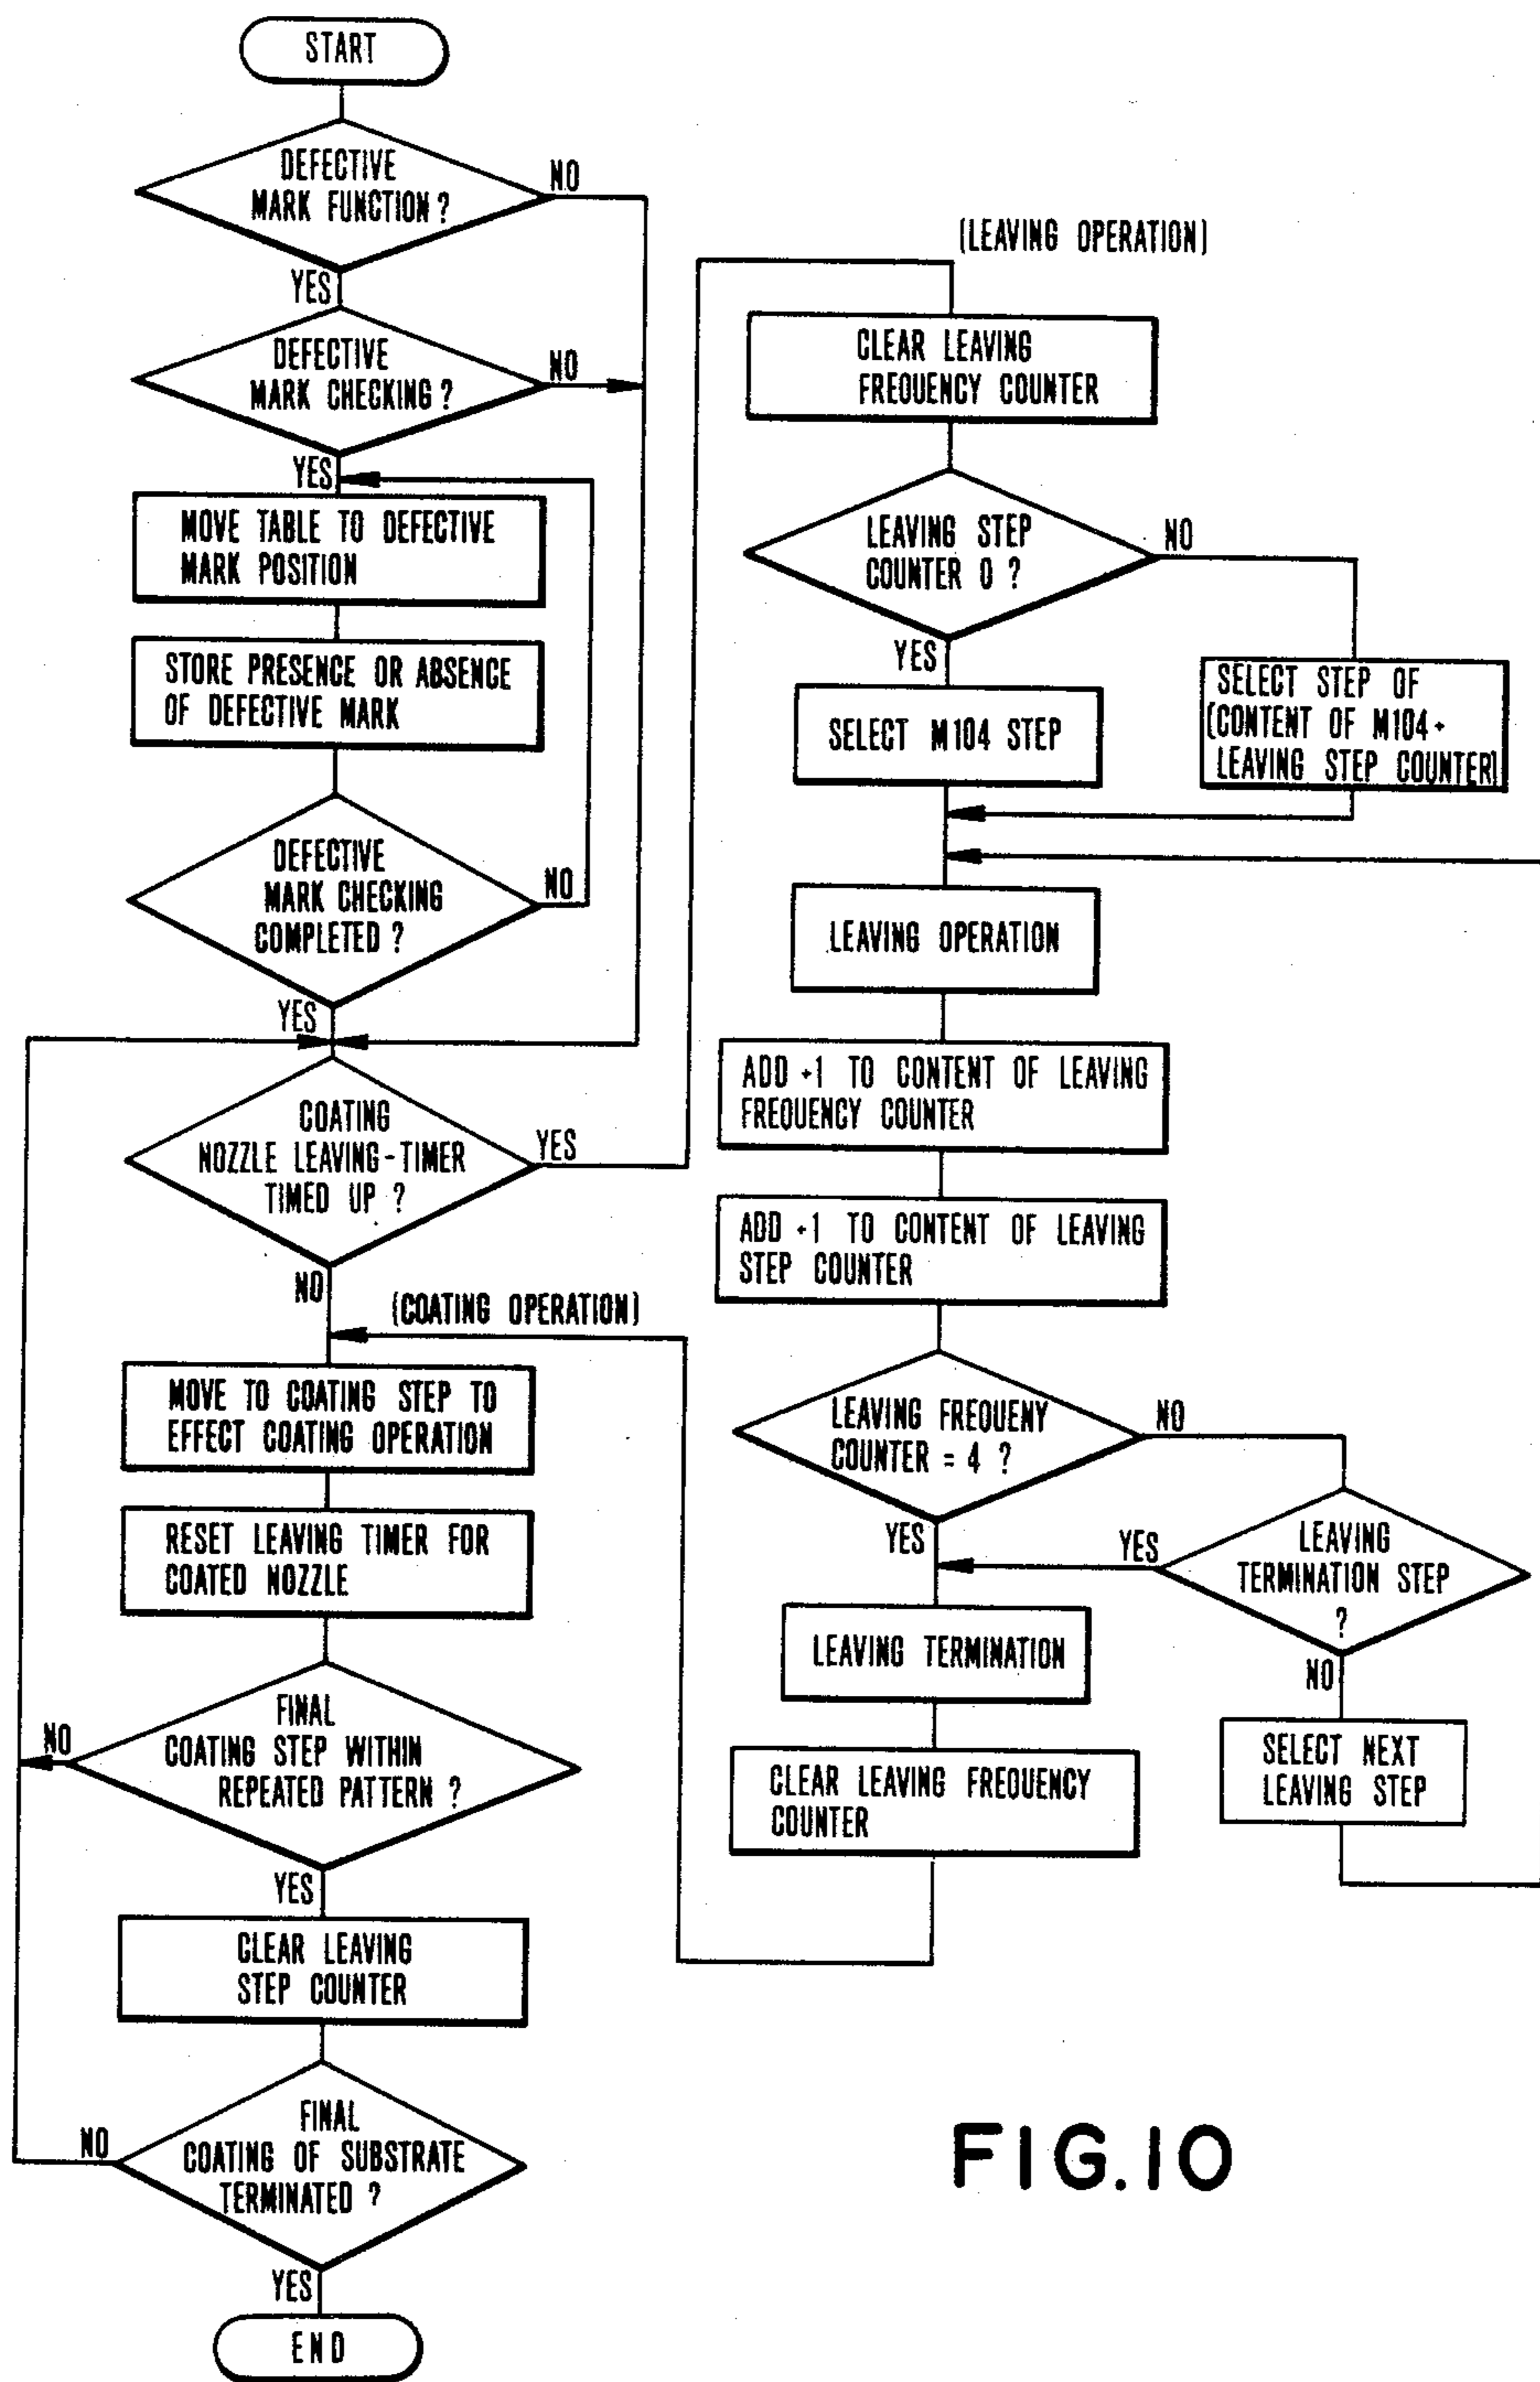 START
DEFECTIVE
MARK FUNCTION ?
NO
YES
DEFECTIVE
MARK CHECKING ?
NO
YES
MOVE TABLE TO DEFECTIVE
MARK POSITION
STORE PRESENCE OR ABSENCE
OF DEFECTIVE MARK
DEFECTIVE
MARK CHECKING
COMPLETED ?
NO
YES
COATING
NOZZLE LEAVING-TIMER
TIMED UP ?
YES
NO
(COATING OPERATION)
MOVE TO COATING STEP TO
EFFECT COATING OPERATION
RESET LEAVING TIMER FOR
COATED NOZZLE
FINAL
COATING STEP WITHIN
REPEATED PATTERN ?
NO
YES
CLEAR LEAVING
STEP COUNTER
FINAL
COATING OF SUBSTRATE
TERMINATED ?
NO
YES
END
(LEAVING OPERATION)
CLEAR LEAVING
FREQUENCY COUNTER
LEAVING STEP
COUNTER 0 ?
NO
YES
SELECT M104 STEP
SELECT STEP OF
(CONTENT OF M104+
LEAVING STEP COUNTER)
LEAVING OPERATION
ADD +1 TO CONTENT OF LEAVING
FREQUENCY COUNTER
ADD +1 TO CONTENT OF LEAVING
STEP COUNTER
LEAVING FREQUENY
COUNTER = 4 ?
NO
YES
LEAVING
TERMINATION STEP
?
YES
NO
LEAVING TERMINATION
SELECT NEXT
LEAVING STEP
CLEAR LEAVING FREQUENCY
COUNTER
FIG.10